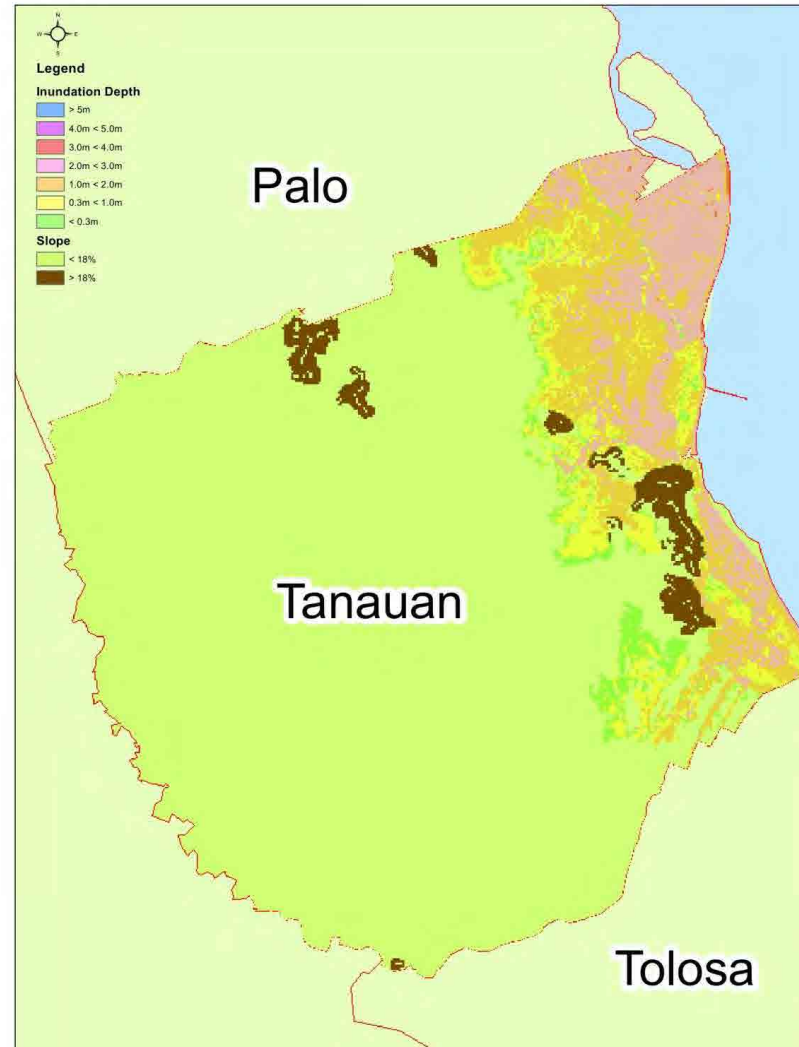 N
W E
S
Legend
Inundation Depth
> 5m
4.0m < 5.0m
3.0m < 4.0m
2.0m < 3.0m
1.0m < 2.0m
0.3m < 1.0m
< 0.3m
Slope
< 18%
> 18%
Palo
Tanauan
Tolosa